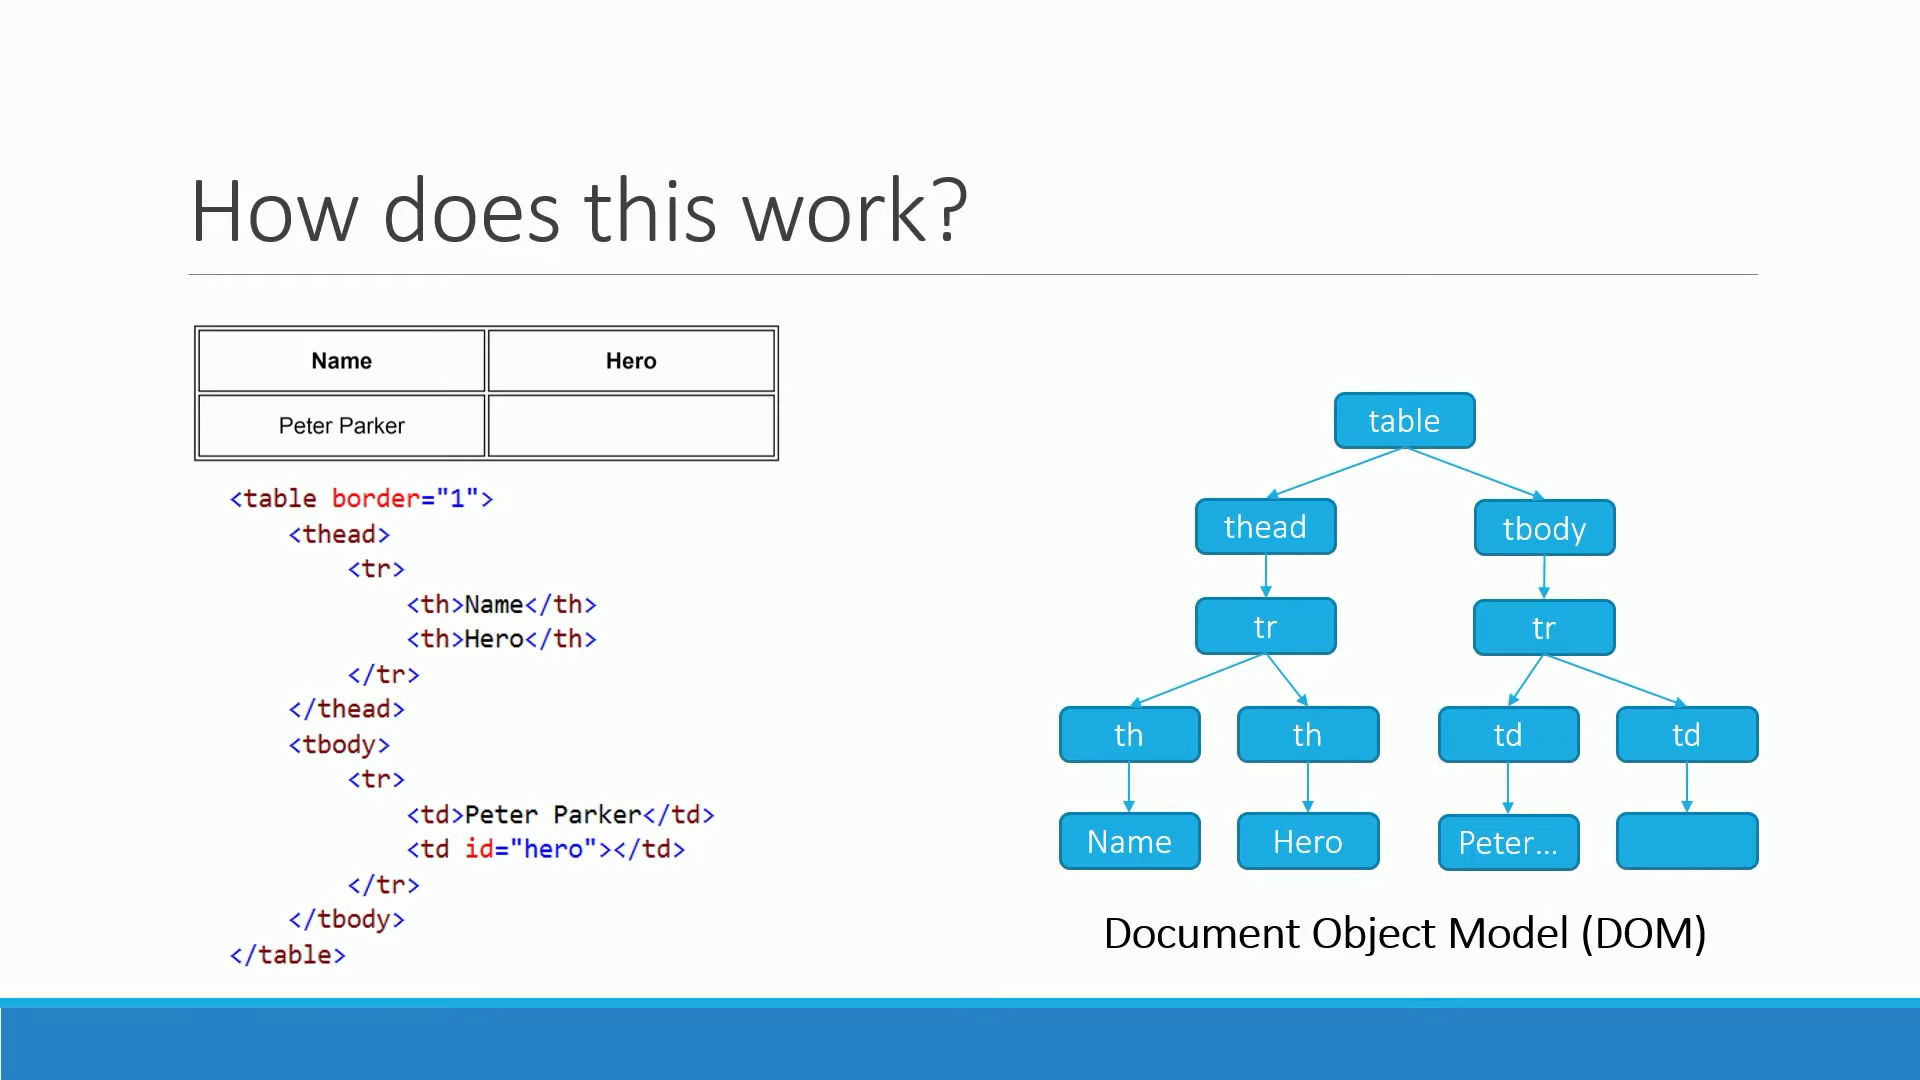 How does this work?
Name Hero
Peter Parker
<table border="1">
<thead>
<tr>
<th>Name</th>
<th>Hero</th>
</tr>
</thead>
<tbody>
<tr>
<td>Peter Parker</td>
<td id="hero"></td>
</tr>
</tbody>
</table>
table
thead tbody
tr tr
th th td td
Name Hero Peter...
Document Object Model (DOM)